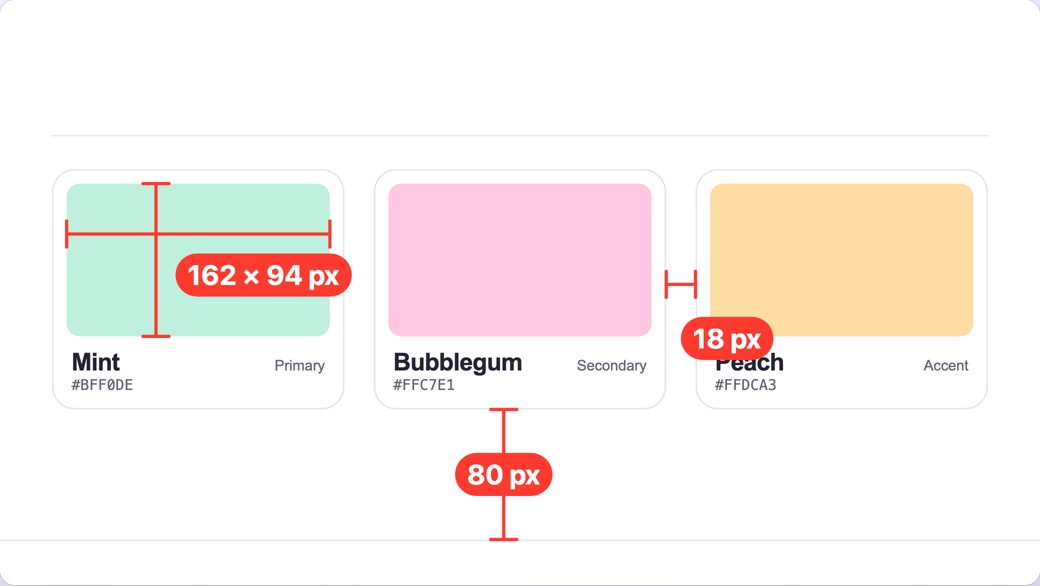 162 × 94 px
18 px
Mint
Primary
#BFF0DE
Bubblegum
Secondary
#FFC7E1
Peach
Accent
#FFDCA3
80 px